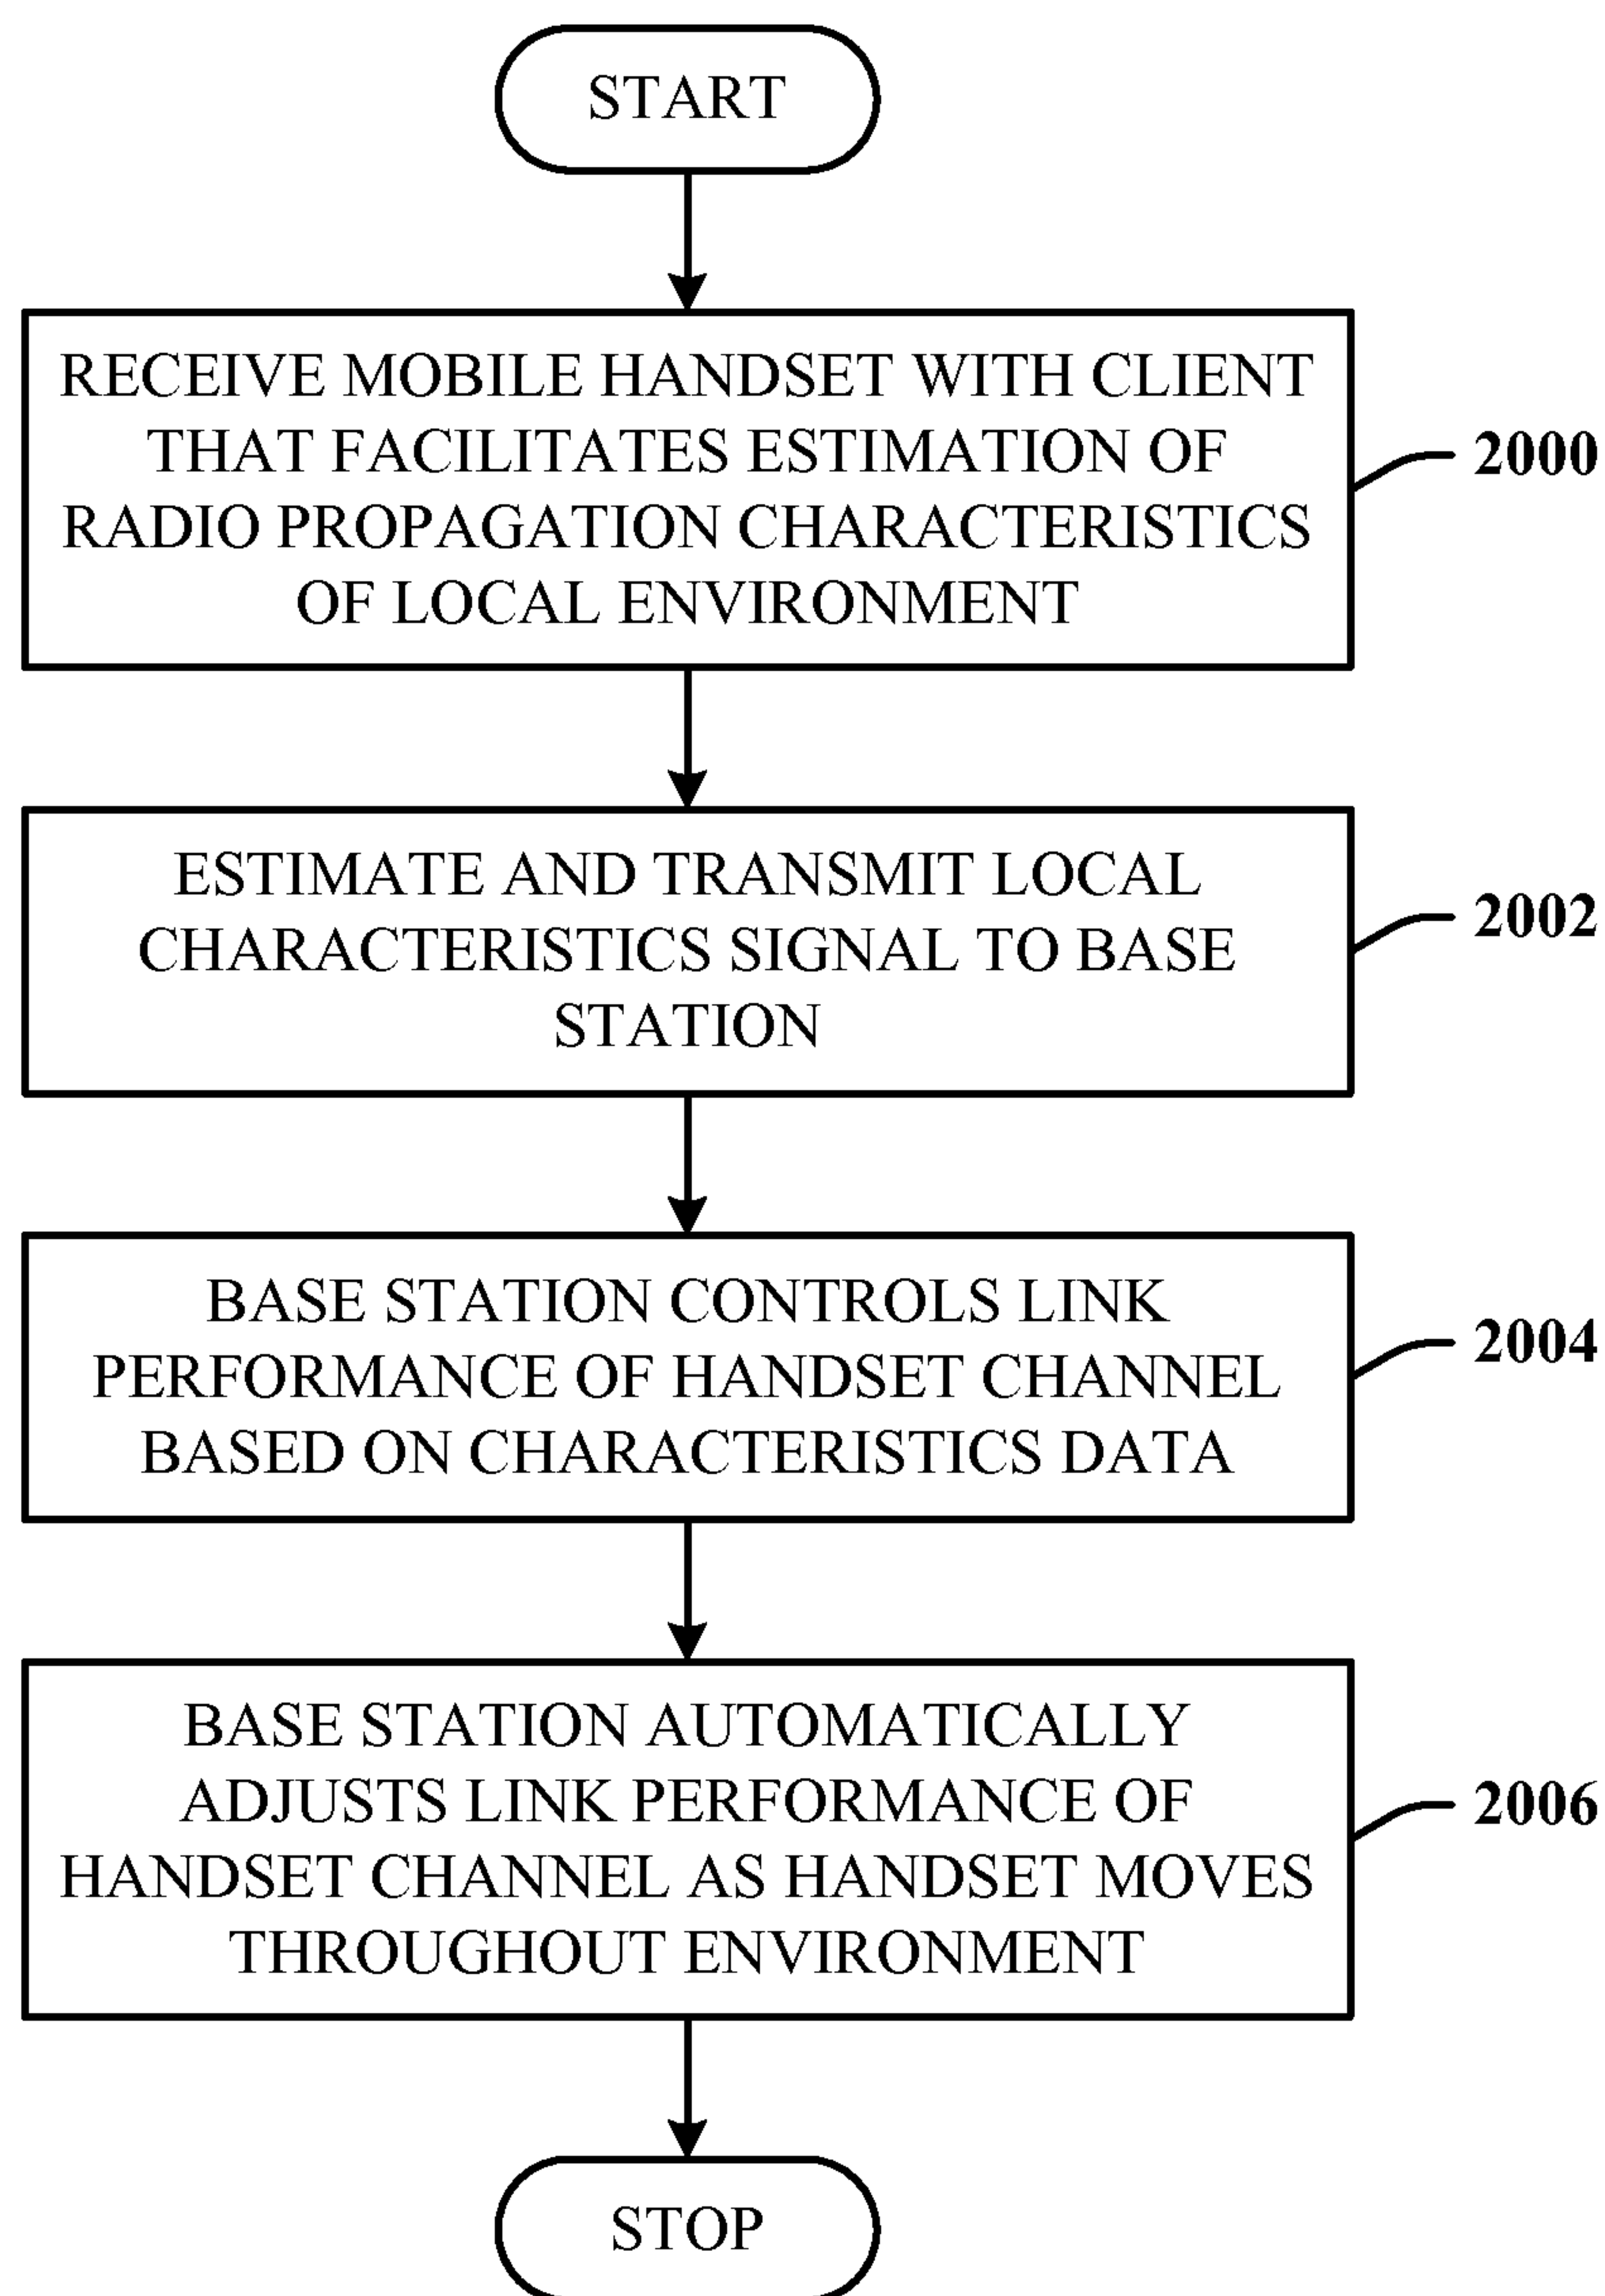 START
RECEIVE MOBILE HANDSET WITH CLIENT
THAT FACILITATES ESTIMATION OF
RADIO PROPAGATION CHARACTERISTICS
OF LOCAL ENVIRONMENT
2000
ESTIMATE AND TRANSMIT LOCAL
CHARACTERISTICS SIGNAL TO BASE
STATION
2002
BASE STATION CONTROLS LINK
PERFORMANCE OF HANDSET CHANNEL
BASED ON CHARACTERISTICS DATA
2004
BASE STATION AUTOMATICALLY
ADJUSTS LINK PERFORMANCE OF
HANDSET CHANNEL AS HANDSET MOVES
THROUGHOUT ENVIRONMENT
2006
STOP